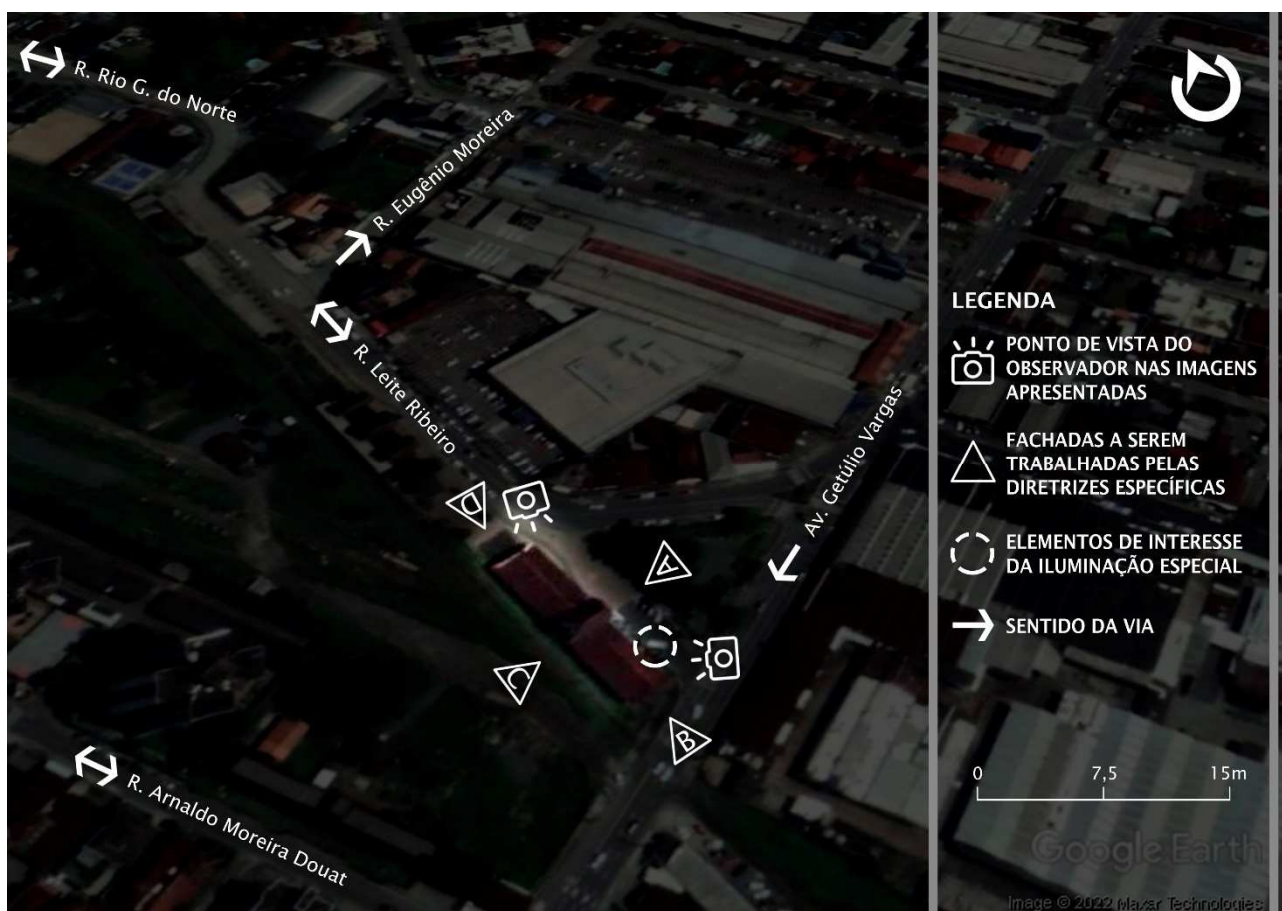 R. Rio G. do Norte
R. Eugênio Moreira
R. Leite Ribeiro
Av. Getúlio Vargas
D
A
C
B
R. Arnaldo Moreira Douat
LEGENDA
PONTO DE VISTA DO
OBSERVADOR NAS IMAGENS
APRESENTADAS
FACHADAS A SEREM
TRABALHADAS PELAS
DIRETRIZES ESPECÍFICAS
ELEMENTOS DE INTERESSE
DA ILUMINAÇÃO ESPECIAL
SENTIDO DA VIA
0 7,5 15m
Google Earth
Image © 2022 Maxar Technologies